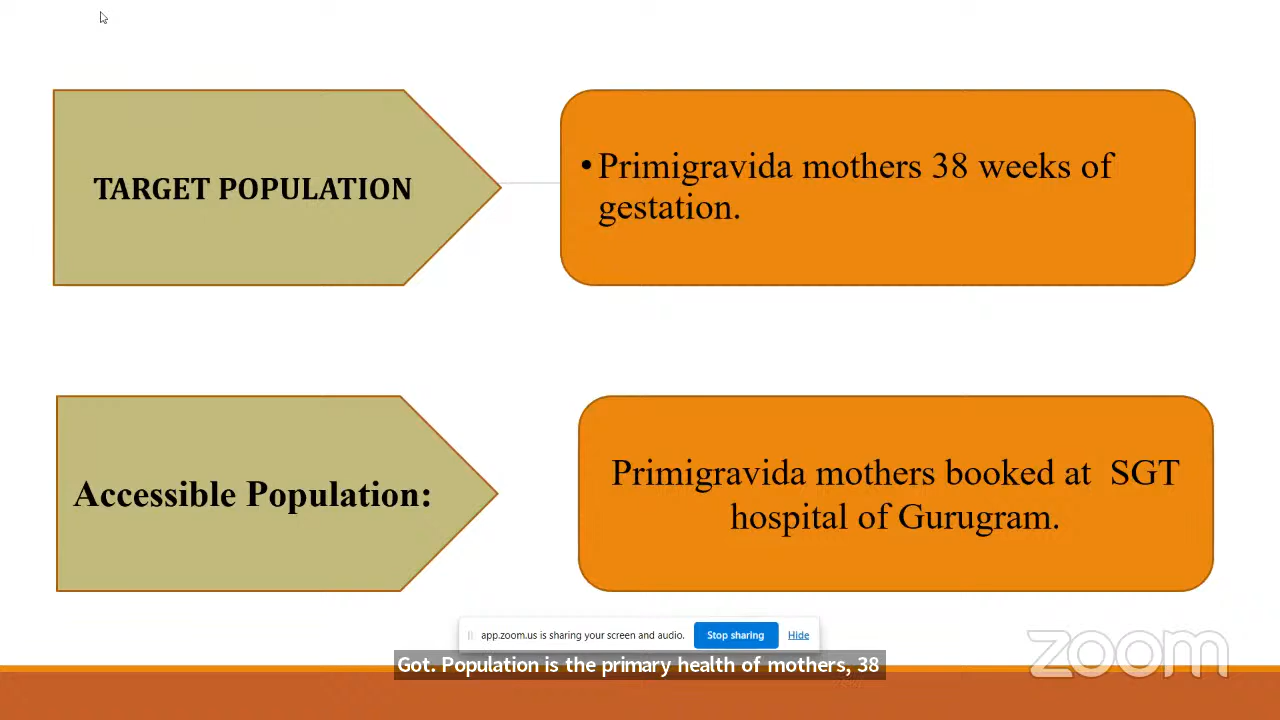 TARGET POPULATION
• Primigravida mothers 38 weeks of
gestation.
Accessible Population:
Primigravida mothers booked at SGT
hospital of Gurugram.
app.zoom.us is sharing your screen and audio.
Stop sharing
Hide
Got. Population is the primary health of mothers, 38
zoom